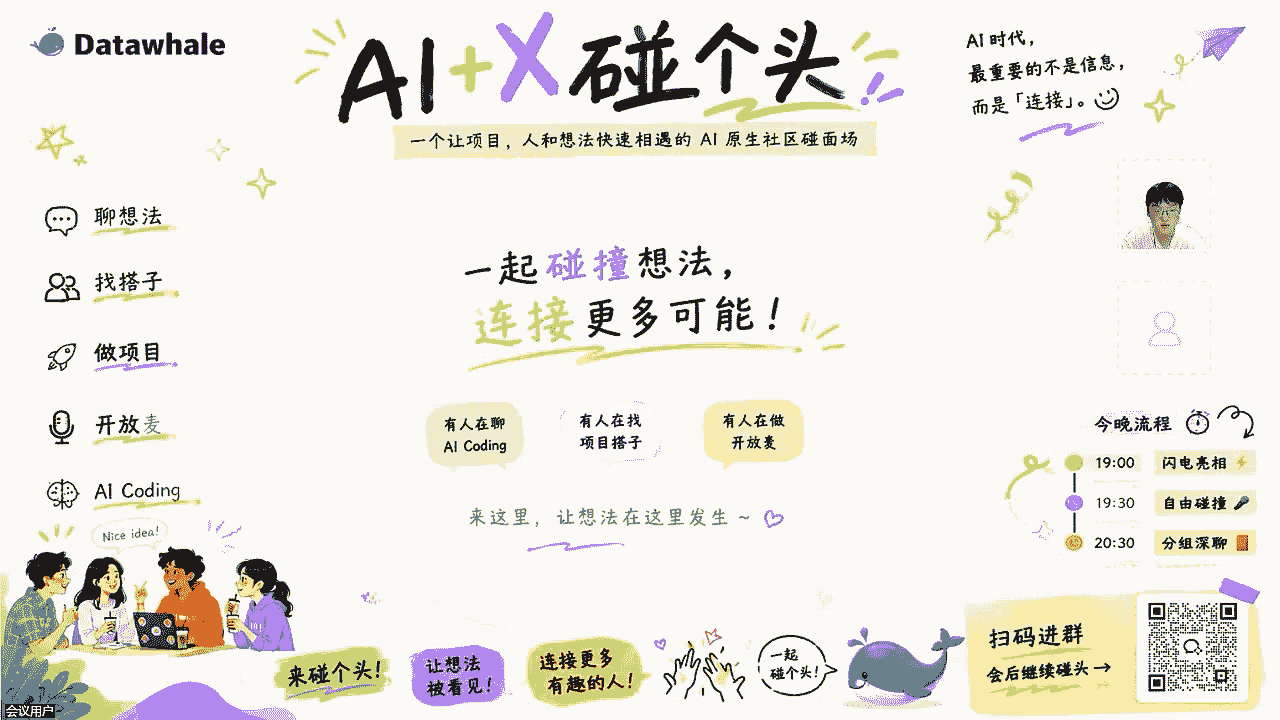 Datawhale
AI+X碰个头
一个让项目，人和想法快速相遇的 AI 原生社区碰面场
AI 时代，
最重要的不是信息，
而是「连接」。
聊想法
找搭子
做项目
开放麦
AI Coding
一起碰撞想法，
连接更多可能！
有人在聊
AI Coding
有人在找
项目搭子
有人在做
开放麦
来这里，让想法在这里发生 ~
今晚流程
19:00 闪电亮相
19:30 自由碰撞
20:30 分组深聊
Nice idea!
来碰个头！
让想法
被看见！
连接更多
有趣的人！
一起
碰个头！
扫码进群
会后继续碰头→
会议用户